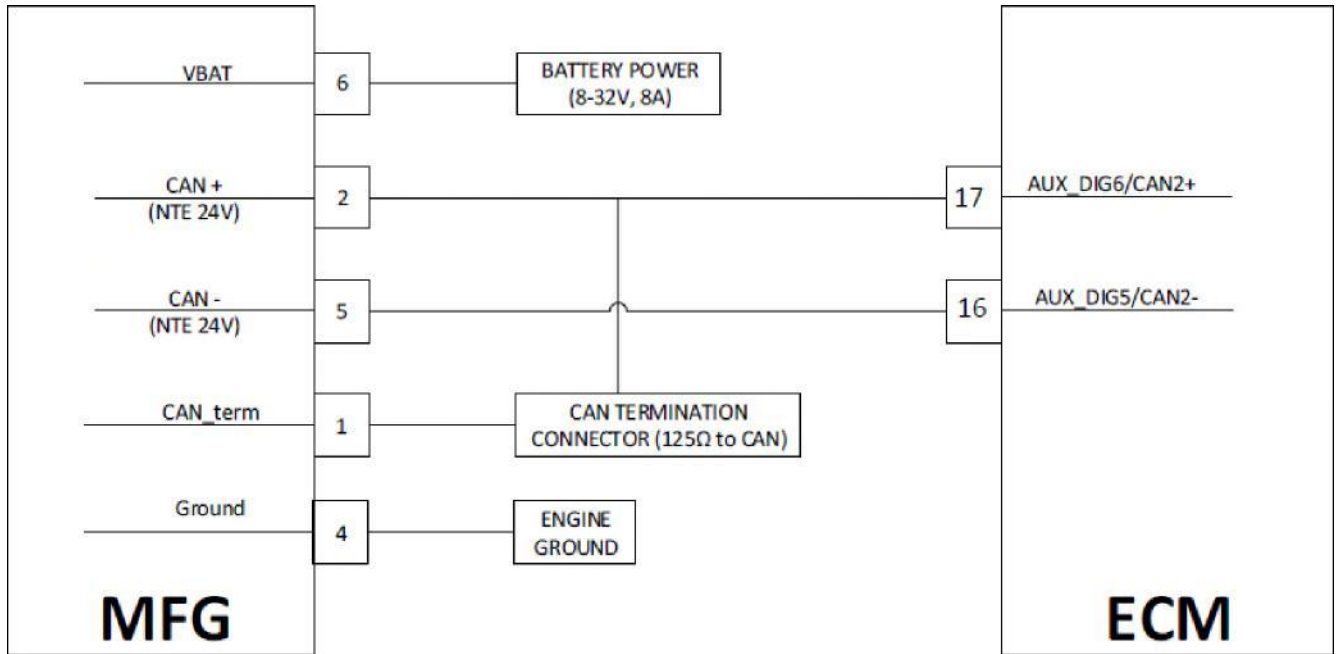 VBAT
6
BATTERY POWER
(8-32V, 8A)
CAN +
(NTE 24V)
2
17
AUX_DIG6/CAN2+
CAN -
(NTE 24V)
5
16
AUX_DIG5/CAN2-
CAN_term
1
CAN TERMINATION
CONNECTOR (125Ω to CAN)
Ground
4
ENGINE
GROUND
MFG
ECM